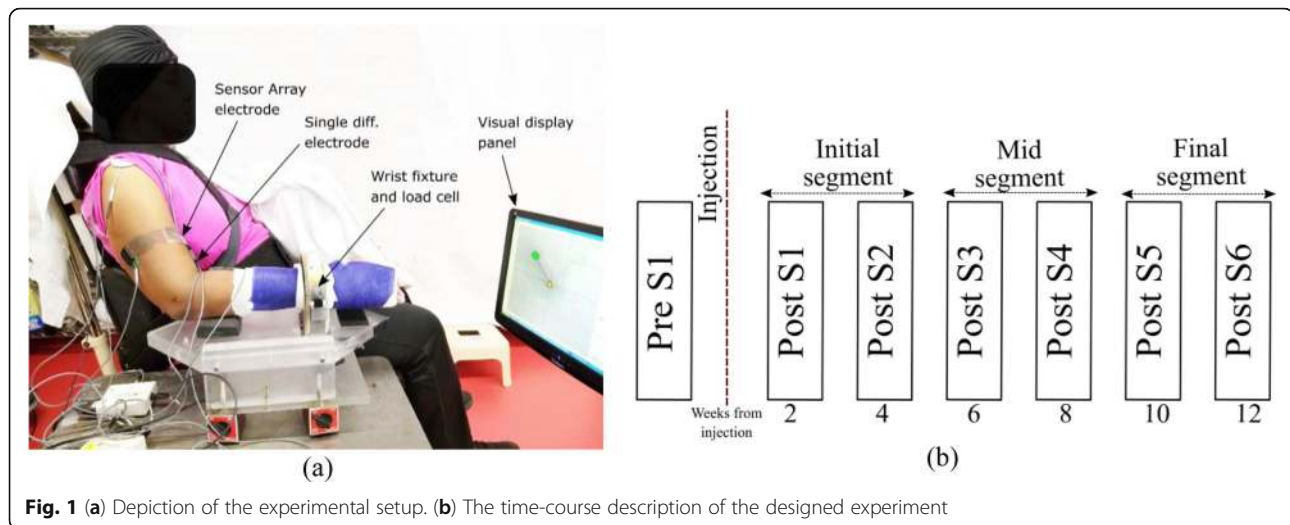 Sensor Array
electrode
Single diff.
electrode
Wrist fixture
and load cell
Visual display
panel
(a)
Pre S1
Injection
Initial
segment
Mid
segment
Final
segment
Post S1
Post S2
Post S3
Post S4
Post S5
Post S6
Weeks from
injection
2 4 6 8 10 12
(b)
Fig. 1 (a) Depiction of the experimental setup. (b) The time-course description of the designed experiment